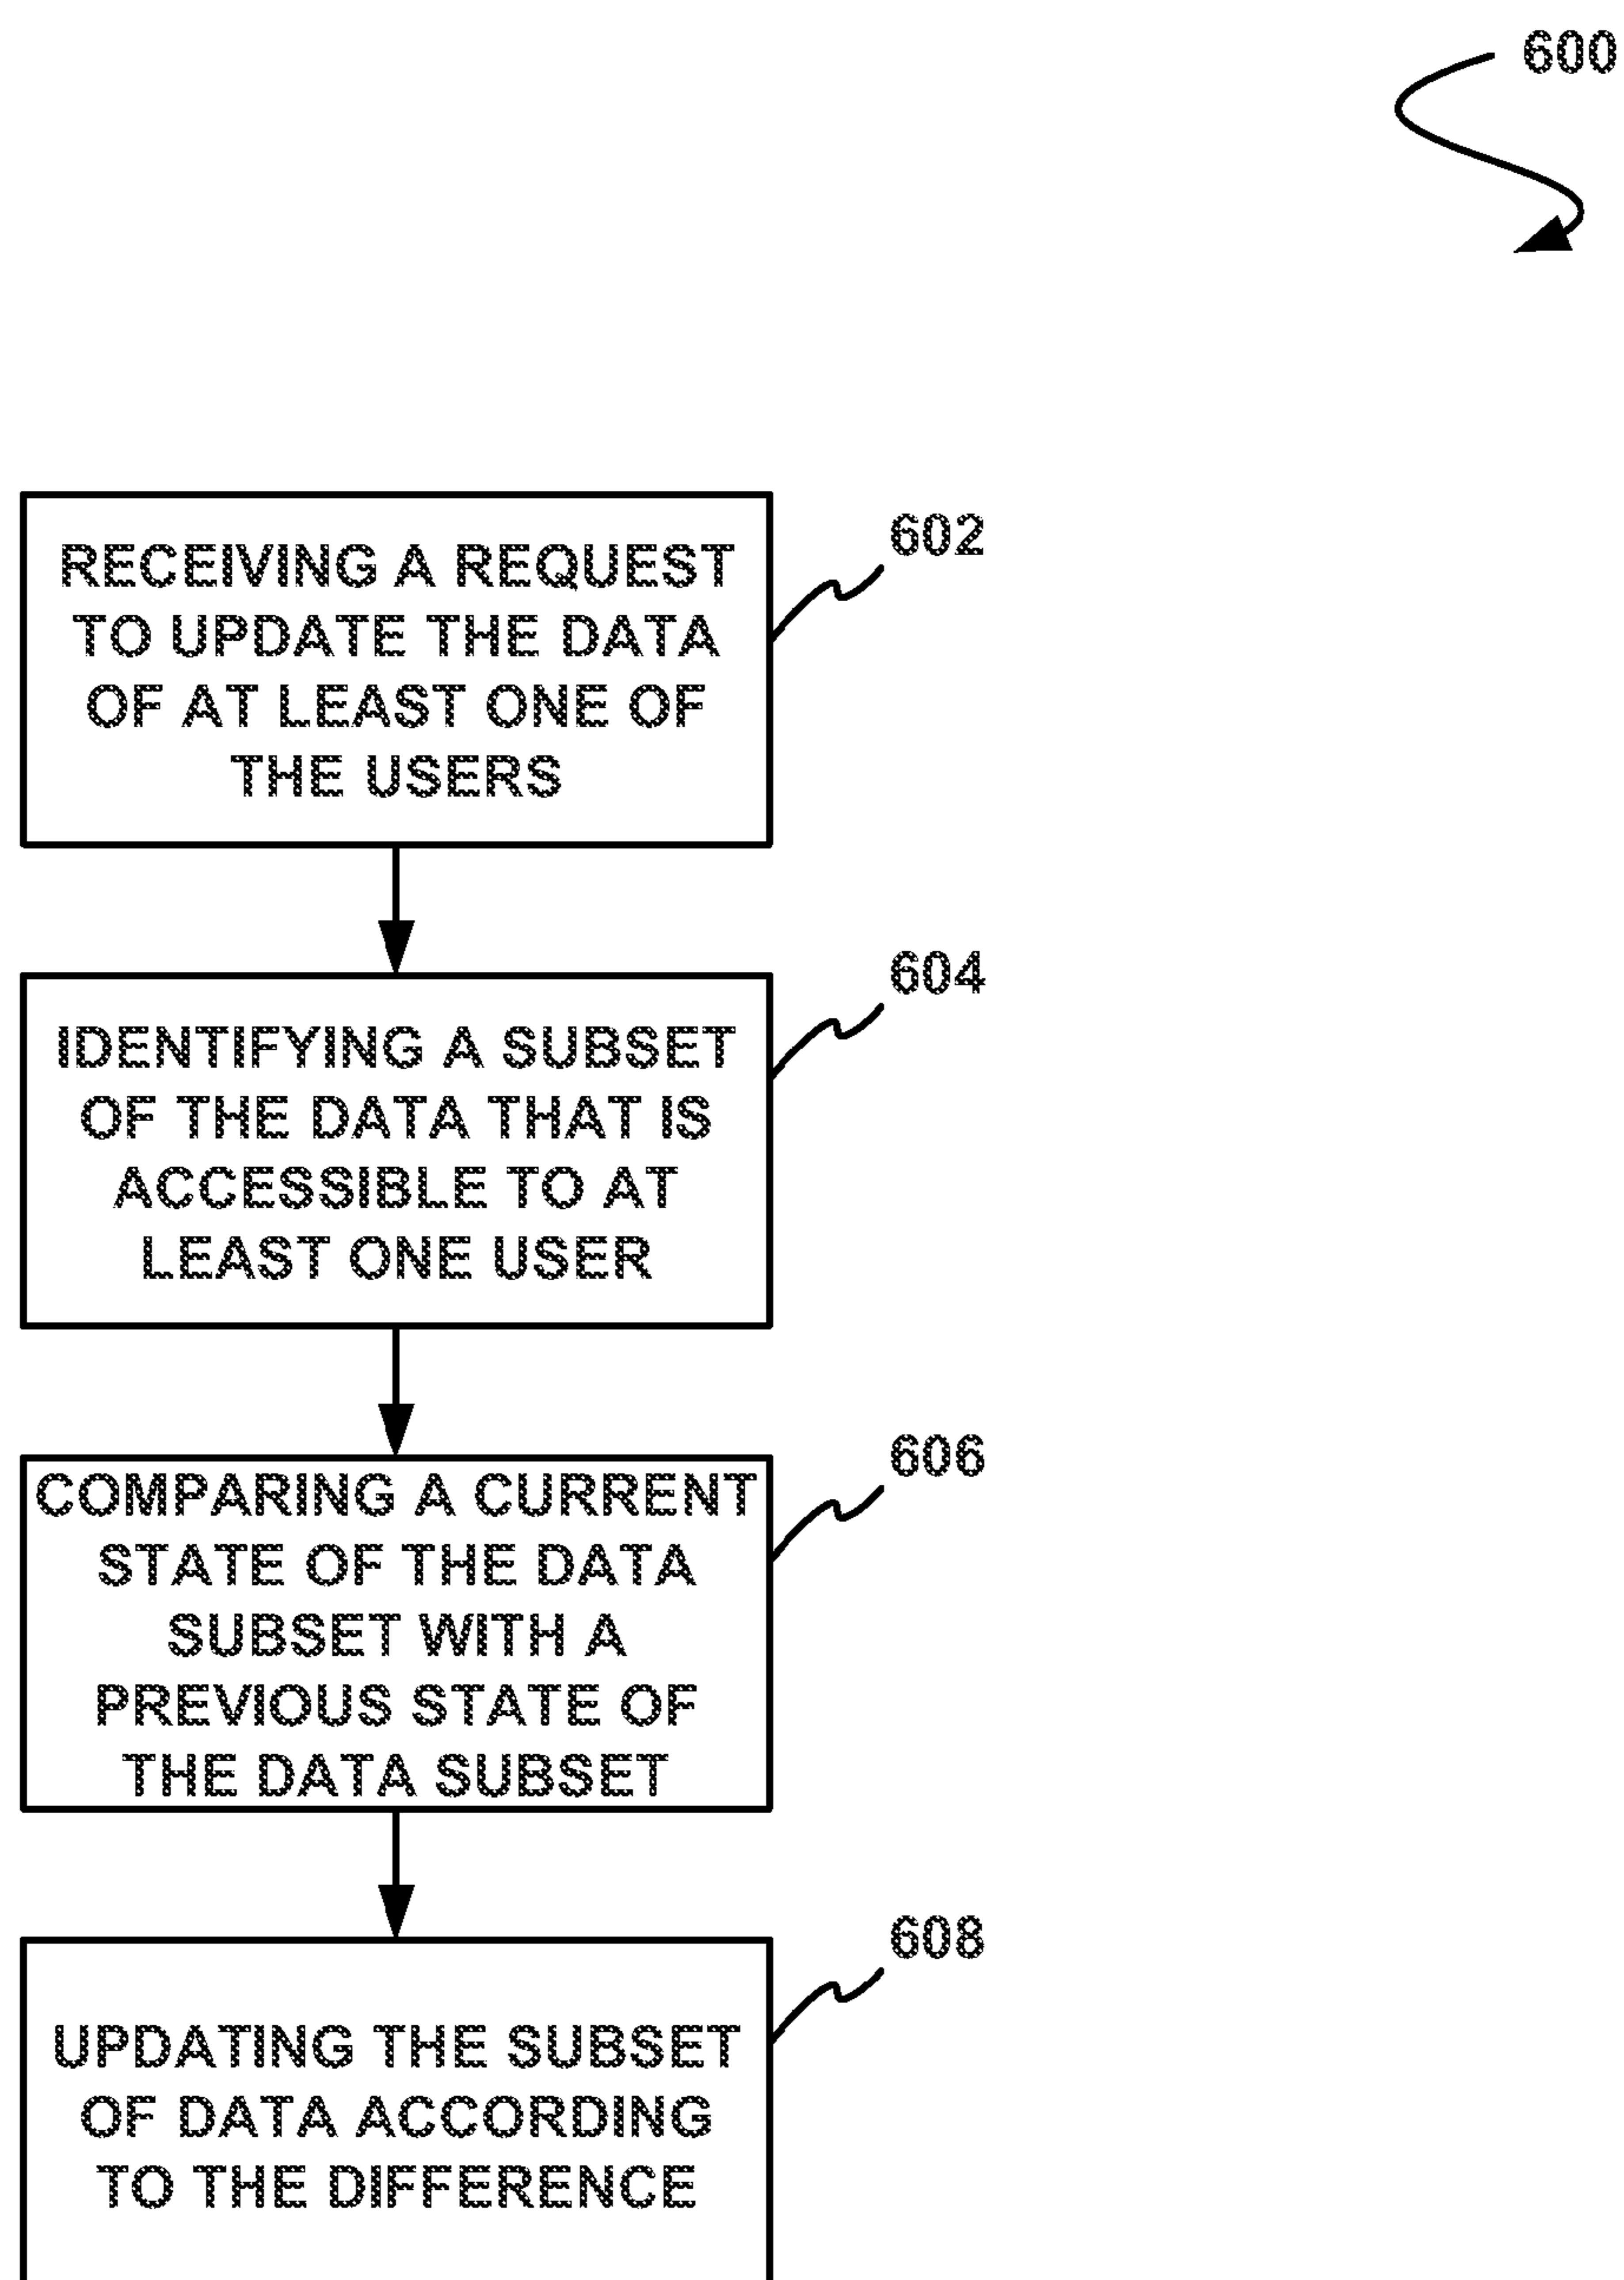 600
RECEIVING A REQUEST
TO UPDATE THE DATA
OF AT LEAST ONE OF
THE USERS
602
IDENTIFYING A SUBSET
OF THE DATA THAT IS
ACCESSIBLE TO AT
LEAST ONE USER
604
COMPARING A CURRENT
STATE OF THE DATA
SUBSET WITH A
PREVIOUS STATE OF
THE DATA SUBSET
606
UPDATING THE SUBSET
OF DATA ACCORDING
TO THE DIFFERENCE
608